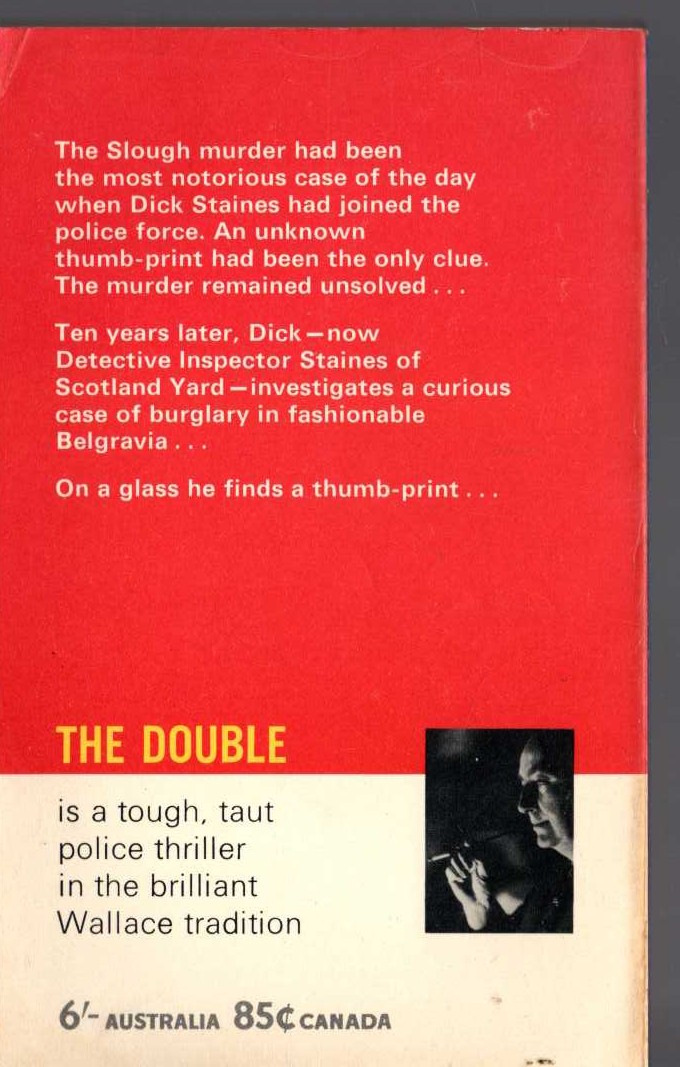 The Slough murder had been
the most notorious case of the day
when Dick Staines had joined the
police force. An unknown
thumb-print had been the only clue.
The murder remained unsolved . . .
Ten years later, Dick—now
Detective Inspector Staines of
Scotland Yard—investigates a curious
case of burglary in fashionable
Belgravia . . .
On a glass he finds a thumb-print . . .
THE DOUBLE
is a tough, taut
police thriller
in the brilliant
Wallace tradition
6/- AUSTRALIA 85¢ CANADA